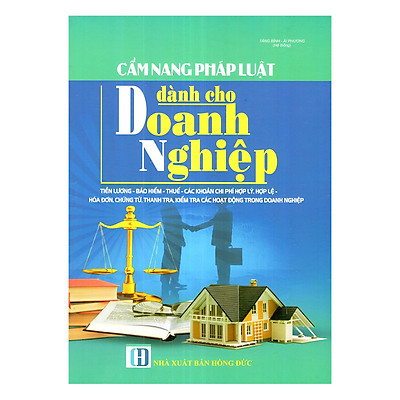 CẨM NANG PHÁP LUẬT
dành cho
Doanh
Nghiệp
TIỀN LƯƠNG - BẢO HIỂM - THUẾ - CÁC KHOẢN CHI PHÍ HỢP LÝ, HỢP LỆ -
HÓA ĐƠN, CHỨNG TỪ, THANH TRA, KIỂM TRA CÁC HOẠT ĐỘNG TRONG DOANH NGHIỆP
NHÀ XUẤT BẢN HỒNG ĐỨC